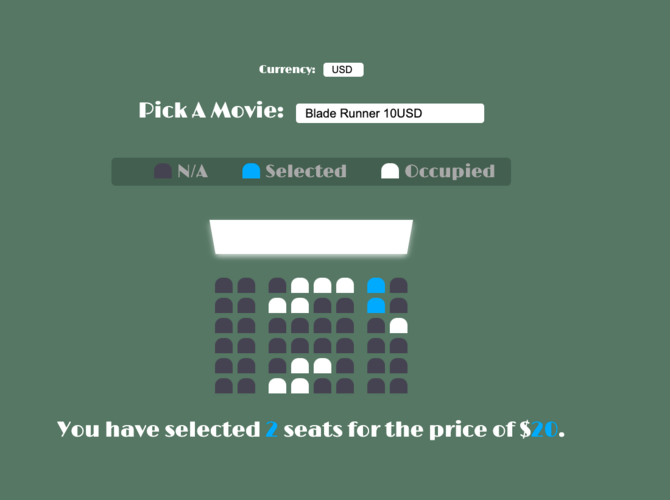 Currency: USD
Pick A Movie: Blade Runner 10USD
N/A Selected Occupied
You have selected 2 seats for the price of $20.